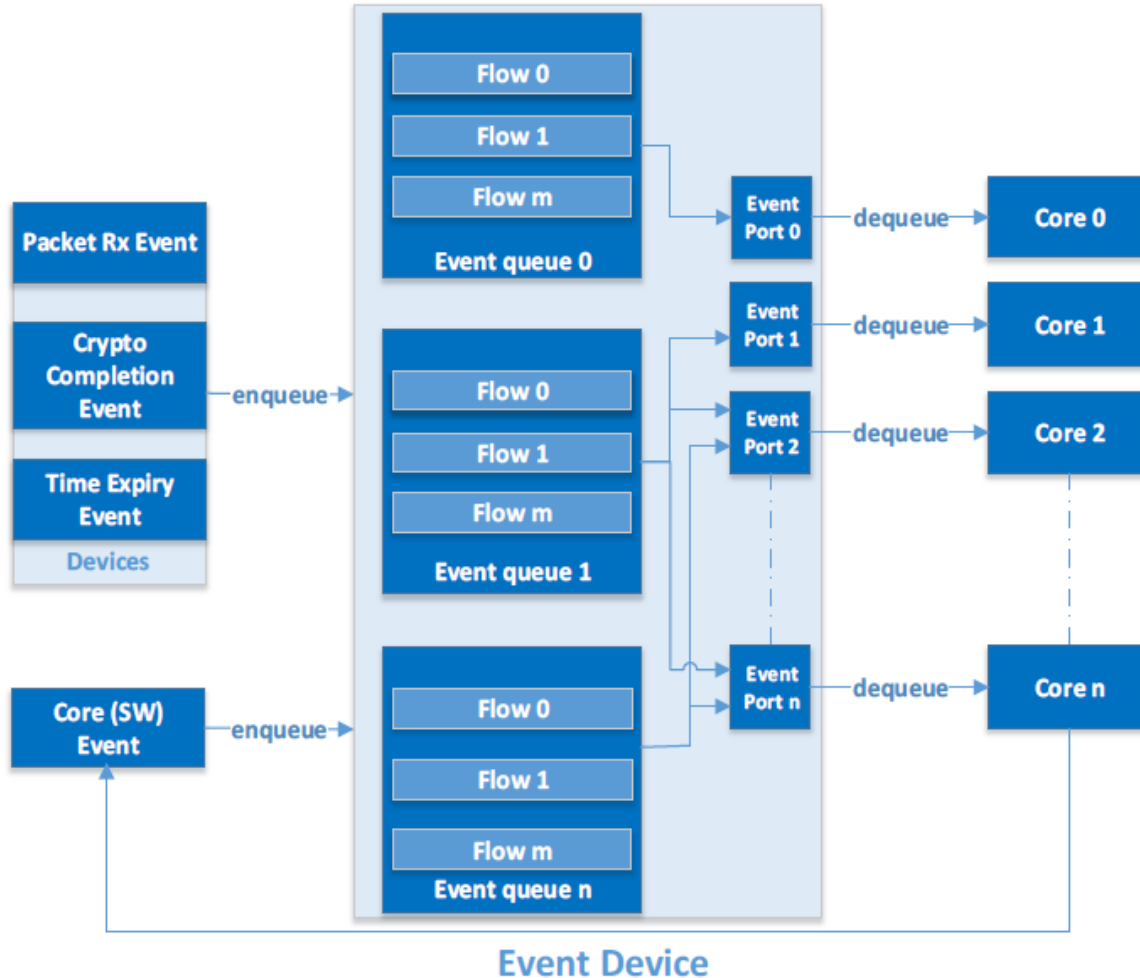 Packet Rx Event
Crypto
Completion
Event
enqueue
Time Expiry
Event
Devices
Core (SW)
Event
enqueue
Flow 0
Flow 1
Flow m
Event queue 0
Flow 0
Flow 1
Flow m
Event queue 1
Flow 0
Flow 1
Flow m
Event queue n
Event
Port 0
dequeue
Core 0
Event
Port 1
dequeue
Core 1
Event
Port 2
dequeue
Core 2
Event
Port n
dequeue
Core n
Event Device